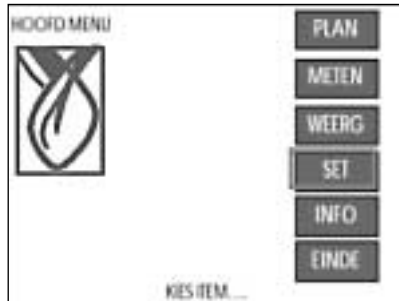 HOOFD MENU
PLAN
METEN
WEERG
SET
INFO
EINDE
KIES ITEM.....